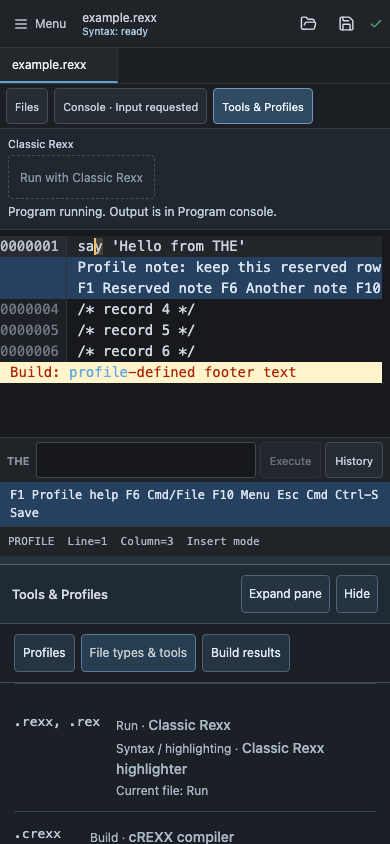 Menu
example.rexx
Syntax: ready
example.rexx
Files
Console · Input requested
Tools & Profiles
Classic Rexx
Run with Classic Rexx
Program running. Output is in Program console.
0000001 say 'Hello from THE'
Profile note: keep this reserved row
F1 Reserved note F6 Another note F10
0000004 /* record 4 */
0000005 /* record 5 */
0000006 /* record 6 */
Build: profile-defined footer text
THE
Execute
History
F1 Profile help F6 Cmd/File F10 Menu Esc Cmd Ctrl-S
Save
PROFILE Line=1 Column=3 Insert mode
Tools & Profiles
Expand pane
Hide
Profiles
File types & tools
Build results
.rexx, .rex
Run · Classic Rexx
Syntax / highlighting · Classic Rexx
highlighter
Current file: Run
.crexx
Build · cREXX compiler